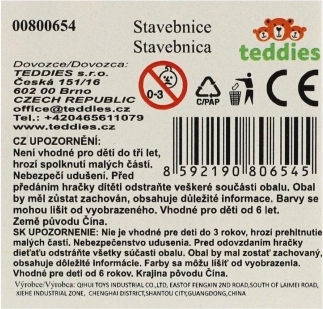 00800654
Stavebnice
Stavebnica
teddies
Dovozce/Dovozca:
TEDDIES s.r.o.
Česká 151/16
602 00 Brno
CZECH REPUBLIC
office@teddies.cz
Tel.: +420465611079
www.teddies.cz
0-3
C/PAP
CE
CZ UPOZORNĚNÍ:
Není vhodné pro děti do tří let,
hrozí spolknutí malých částí.
Nebezpečí udušení. Před
předáním hračky dítěti odstraňte veškeré součásti obalu. Obal
by měl zůstat zachován, obsahuje důležité informace. Barvy se
mohou lišit od vyobrazeného. Vhodné pro děti od 6 let.
Země původu Čína.
8592190806545
SK UPOZORNENIE: Nie je vhodné pre deti do 3 rokov, hrozí prehltnutie
malých častí. Nebezpečenstvo udusenia. Pred odovzdaním hračky
dieťaťu odstráňte všetky súčasti obalu. Obal by mal zostať zachovaný,
obsahuje dôležité informácie. Farby sa môžu líšiť od vyobrazenia.
Vhodné pre deti od 6 rokov. Krajina pôvodu Čína.
Výrobce/Výrobca: QIHUI TOYS INDUSTRIAL CO.,LTD, EASTOF FENGXIN 2ND ROAD,SOUTH OF LAIMEI ROAD,
XIEHE INDUSTRIAL ZONE, CHENGHAI DISTRICT,SHANTOU CITY,GUANGDONG,CHINA